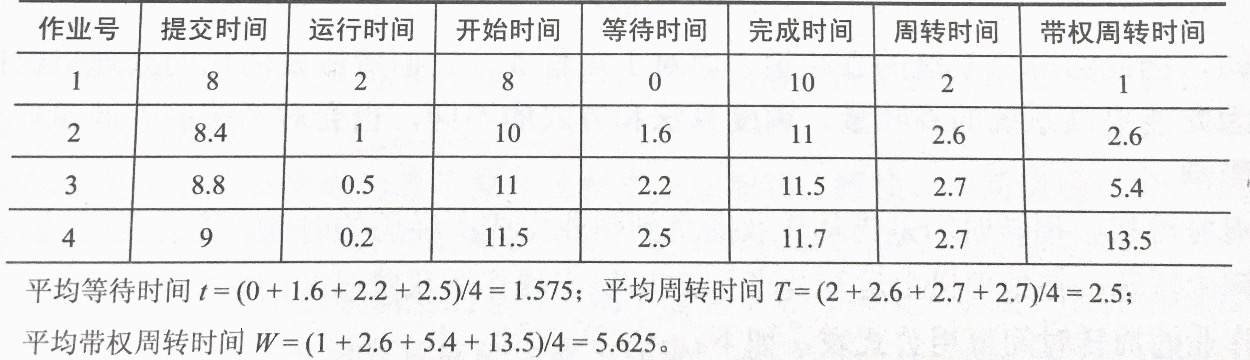 作业号 提交时间 运行时间 开始时间 等待时间 完成时间 周转时间 带权周转时间
1 8 2 8 0 10 2 1
2 8.4 1 10 1.6 11 2.6 2.6
3 8.8 0.5 11 2.2 11.5 2.7 5.4
4 9 0.2 11.5 2.5 11.7 2.7 13.5
平均等待时间 t = (0 + 1.6 + 2.2 + 2.5)/4 = 1.575；平均周转时间 T = (2 + 2.6 + 2.7 + 2.7)/4 = 2.5；
平均带权周转时间 W = (1 + 2.6 + 5.4 + 13.5)/4 = 5.625。